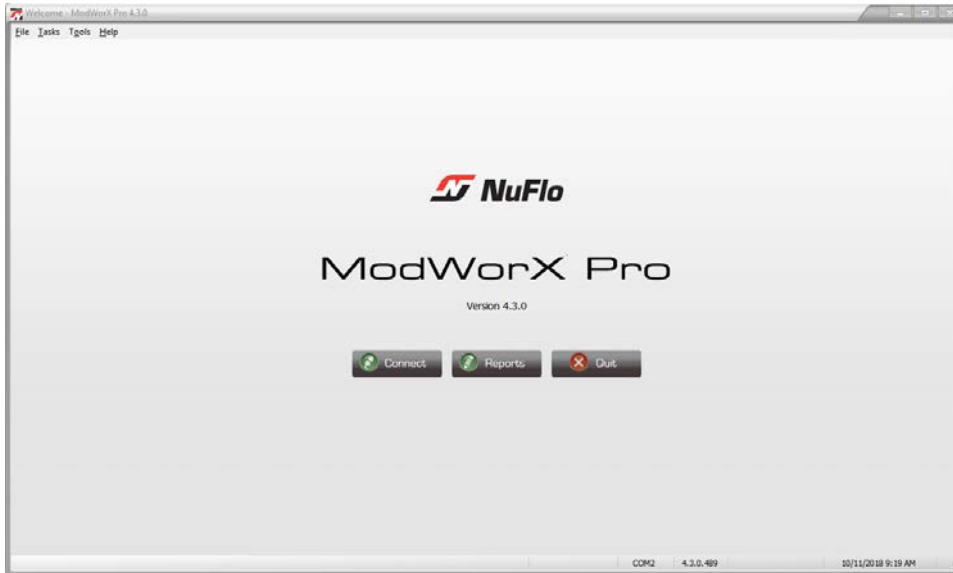 Welcome - ModWorX Pro 4.3.0
File Tasks Tools Help
NuFlo
ModWorX Pro
Version 4.3.0
Connect Reports Quit
COM2 4.3.0.489 10/11/2018 9:19 AM